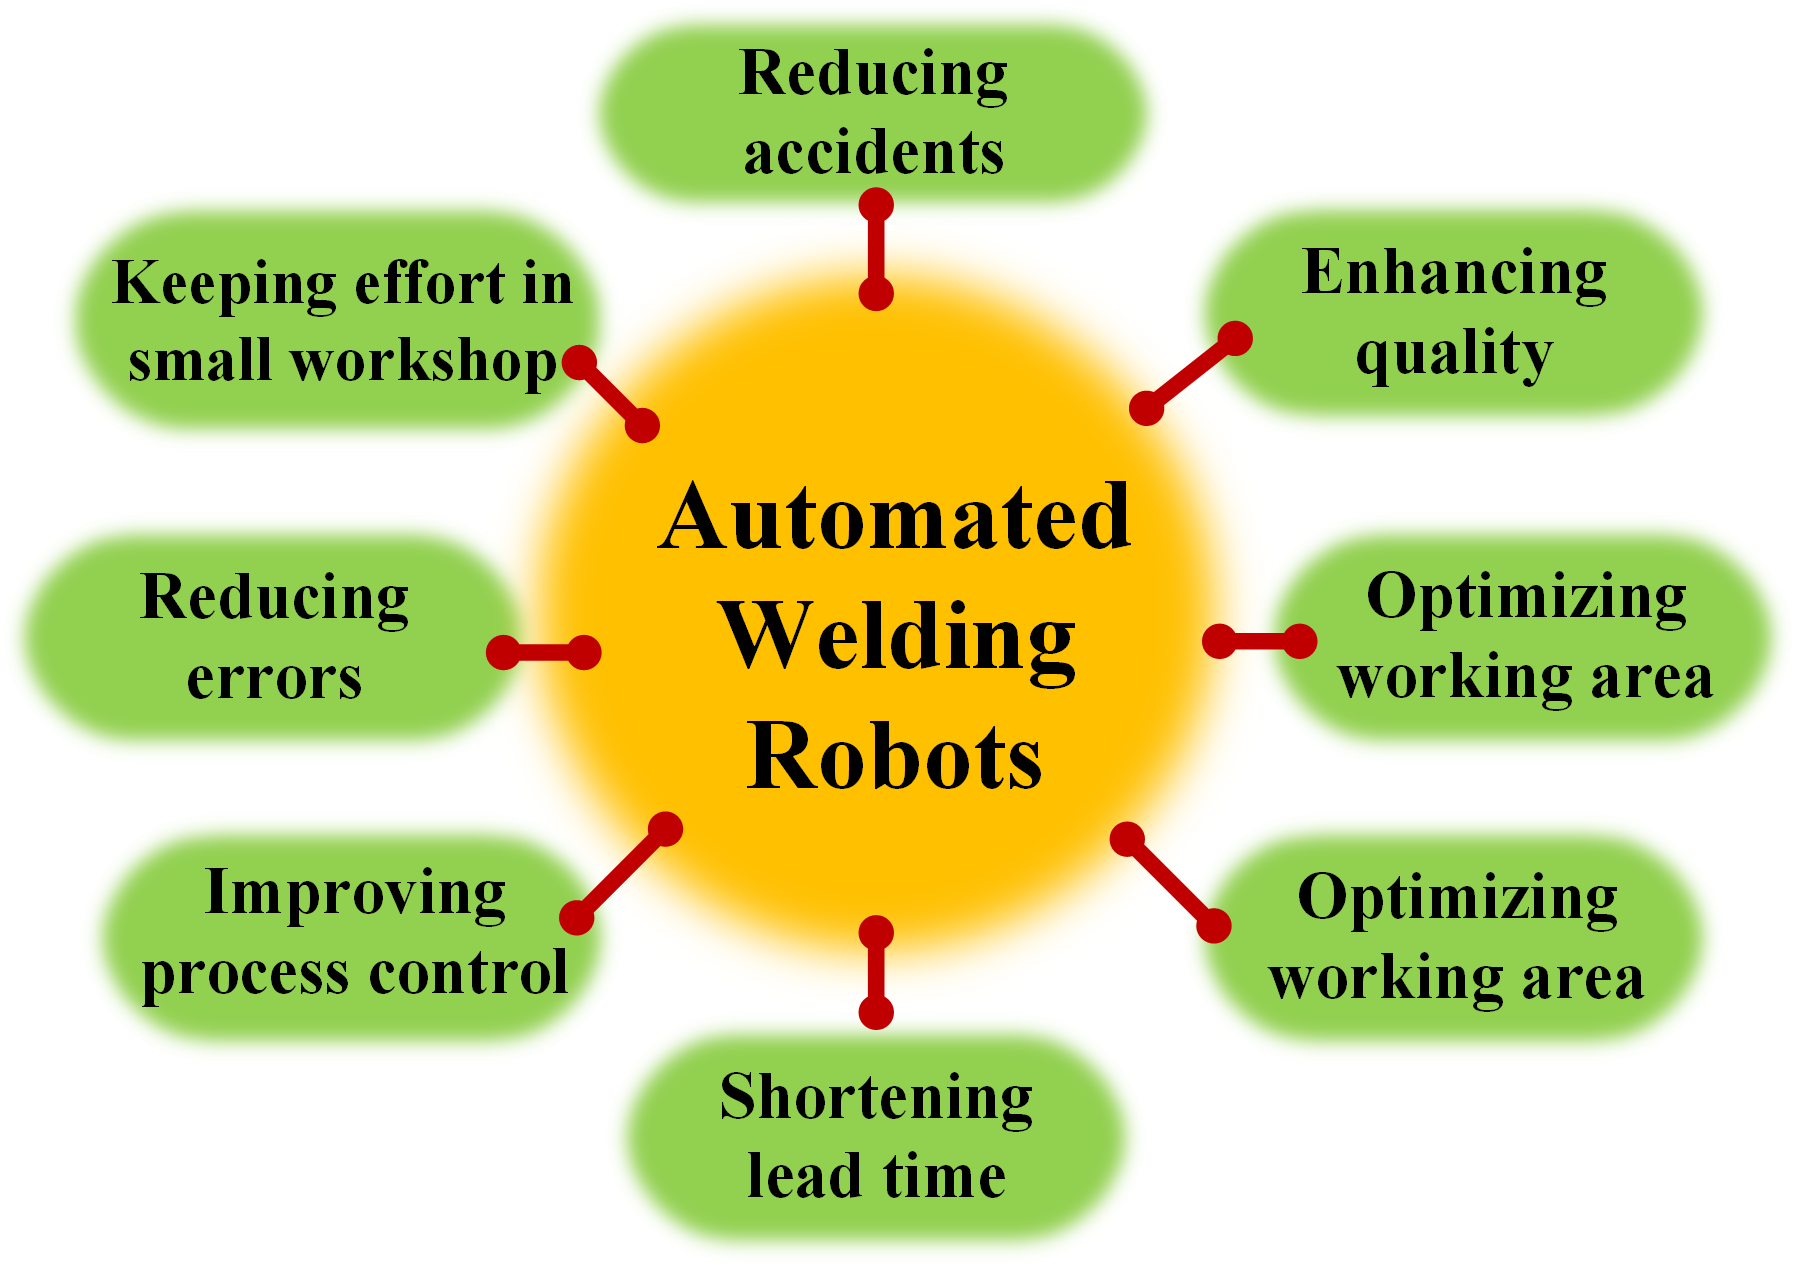 Reducing
accidents
Enhancing
quality
Optimizing
working area
Optimizing
working area
Shortening
lead time
Improving
process control
Reducing
errors
Keeping effort in
small workshop
Automated
Welding
Robots